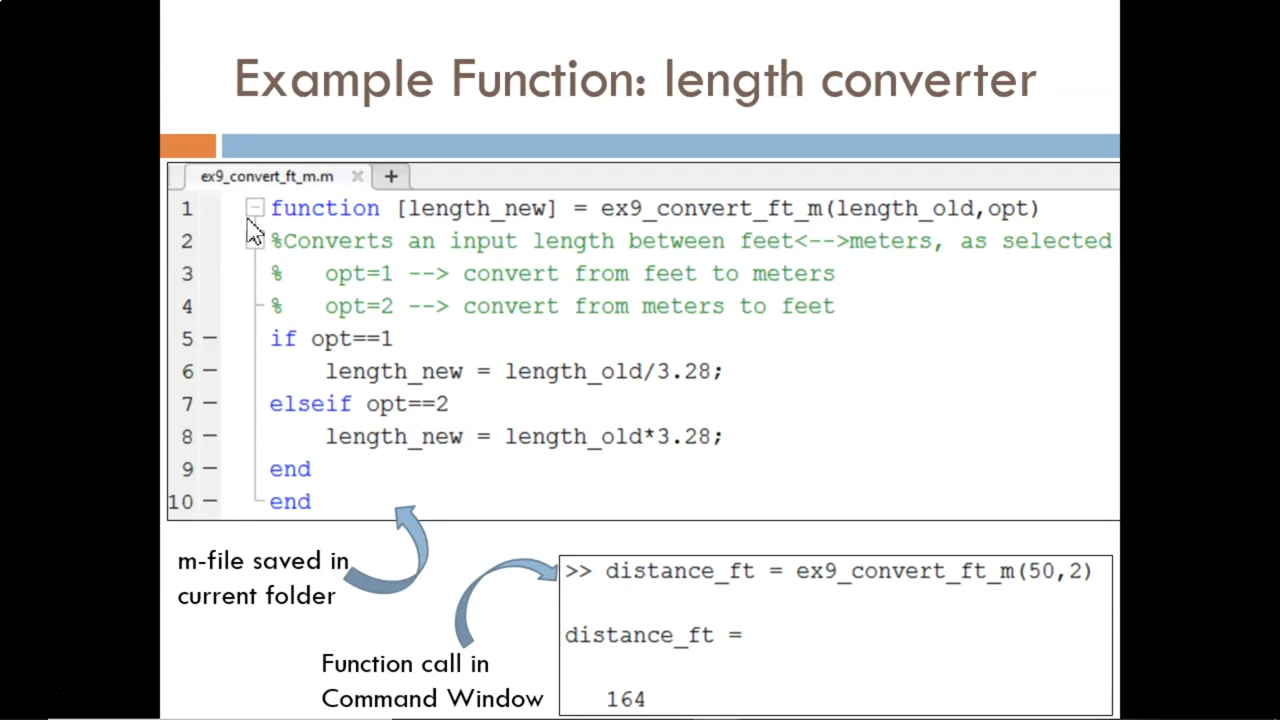 Example Function: length converter
ex9_convert_ft_m.m × +
1 function [length_new] = ex9_convert_ft_m(length_old,opt)
2 %Converts an input length between feet<-->meters, as selected
3 %   opt=1 --> convert from feet to meters
4 %   opt=2 --> convert from meters to feet
5 – if opt==1
6 –     length_new = length_old/3.28;
7 – elseif opt==2
8 –     length_new = length_old*3.28;
9 – end
10 – end
m-file saved in
current folder
>> distance_ft = ex9_convert_ft_m(50,2)
distance_ft =
164
Function call in
Command Window